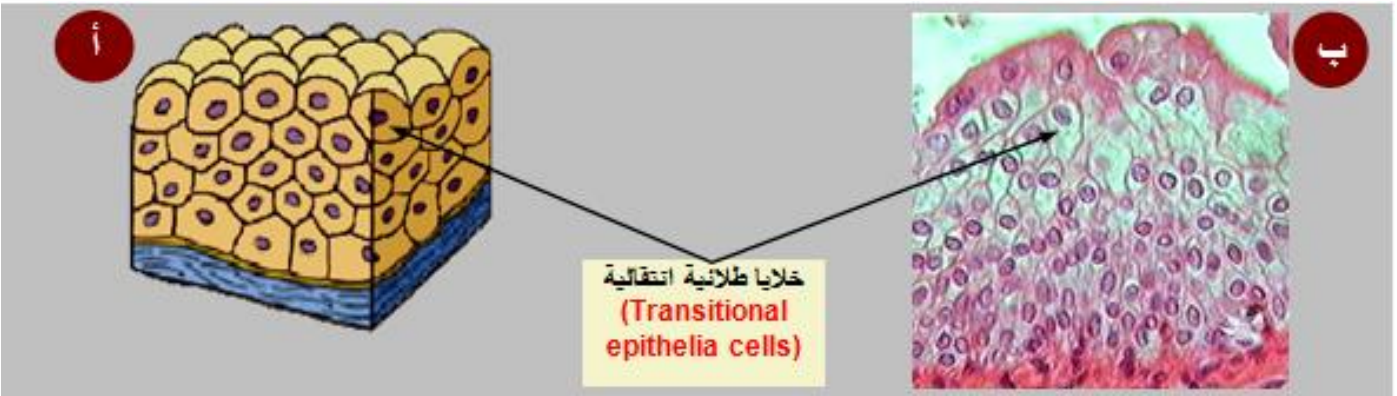 أ
ب
خلايا طلائية انتقالية
(Transitional
epithelia cells)